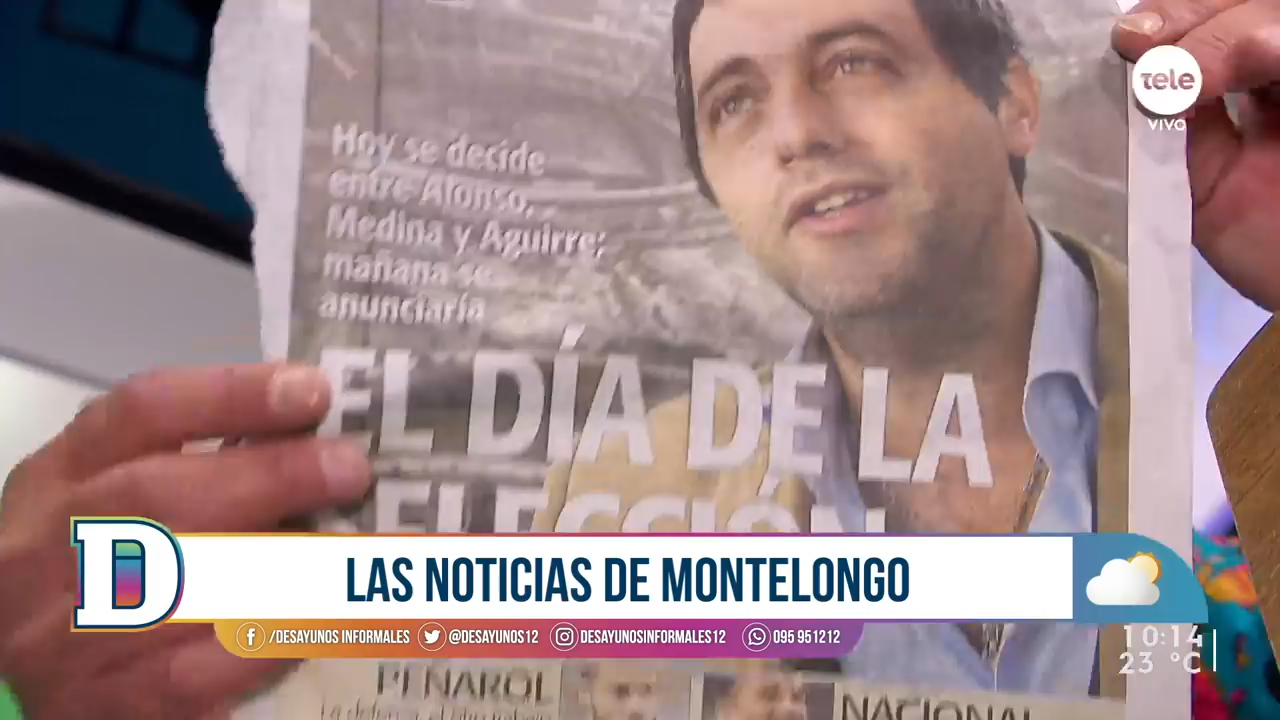 tele
VIVO
Hoy se decide
entre Alonso,
Medina y Aguirre;
mañana se
anunciaría
EL DÍA DE LA
ELECCIÓN
D
LAS NOTICIAS DE MONTELONGO
/DESAYUNOS INFORMALES
@DESAYUNOS12
DESAYUNOSINFORMALES12
095 951212
10:14
23 °C
PEÑAROL
NACIONAL